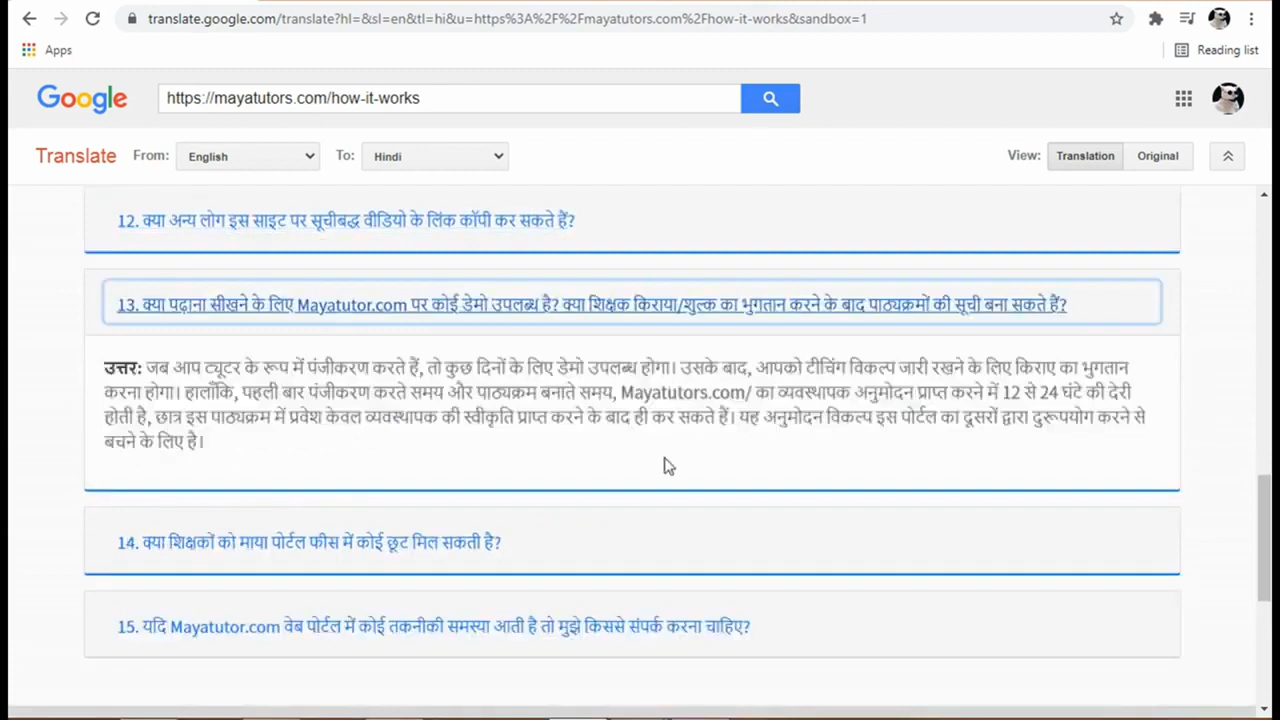 translate.google.com/translate?hl=&sl=en&tl=hi&u=https%3A%2F%2Fmayatutors.com%2Fhow-it-works&sandbox=1
Apps
Reading list
Google
https://mayatutors.com/how-it-works
Translate From: English To: Hindi View: Translation Original
12. क्या अन्य लोग इस साइट पर सूचीबद्ध वीडियो के लिंक कॉपी कर सकते हैं?
13. क्या पढ़ाना सीखने के लिए Mayatutor.com पर कोई डेमो उपलब्ध है? क्या शिक्षक किराया/शुल्क का भुगतान करने के बाद पाठ्यक्रमों की सूची बना सकते हैं?
उत्तर: जब आप ट्यूटर के रूप में पंजीकरण करते हैं, तो कुछ दिनों के लिए डेमो उपलब्ध होगा। उसके बाद, आपको टीचिंग विकल्प जारी रखने के लिए किराए का भुगतान
करना होगा। हालाँकि, पहली बार पंजीकरण करते समय और पाठ्यक्रम बनाते समय, Mayatutors.com/ का व्यवस्थापक अनुमोदन प्राप्त करने में 12 से 24 घंटे की देरी
होती है, छात्र इस पाठ्यक्रम में प्रवेश केवल व्यवस्थापक की स्वीकृति प्राप्त करने के बाद ही कर सकते हैं। यह अनुमोदन विकल्प इस पोर्टल का दूसरों द्वारा दुरूपयोग करने से
बचने के लिए है।
14. क्या शिक्षकों को माया पोर्टल फीस में कोई छूट मिल सकती है?
15. यदि Mayatutor.com वेब पोर्टल में कोई तकनीकी समस्या आती है तो मुझे किससे संपर्क करना चाहिए?